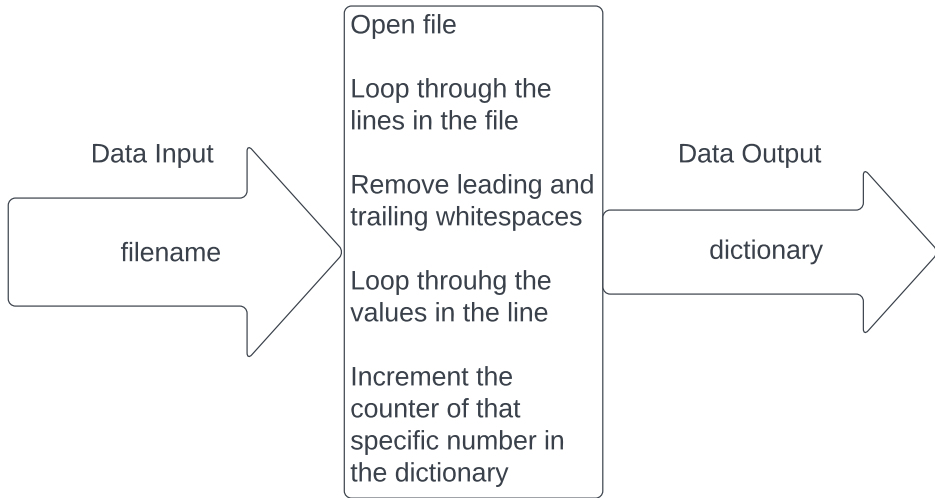 Data Input
filename
Open file
Loop through the
lines in the file
Remove leading and
trailing whitespaces
Loop throuhg the
values in the line
Increment the
counter of that
specific number in
the dictionary
Data Output
dictionary